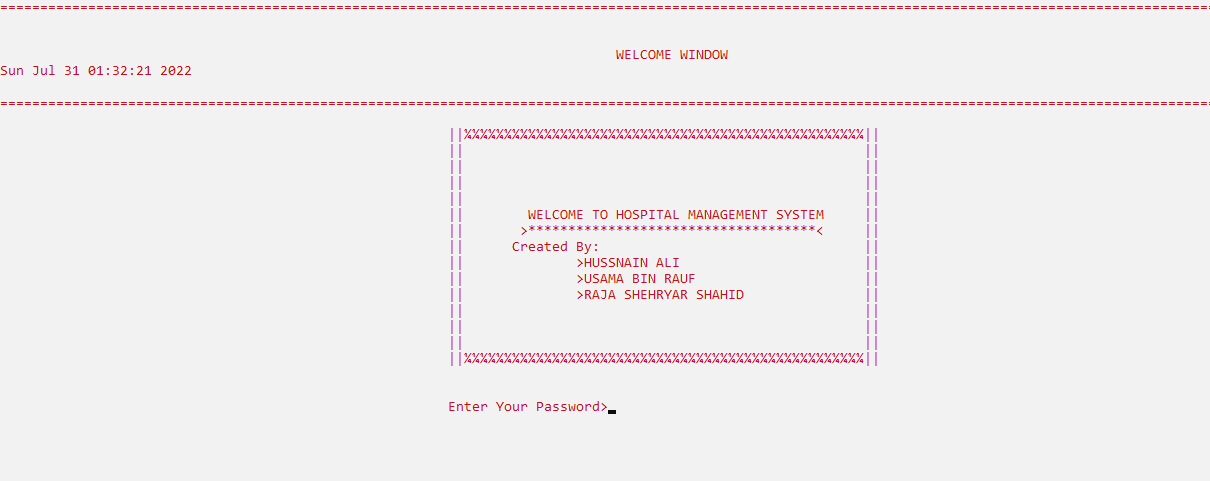 WELCOME WINDOW
Sun Jul 31 01:32:21 2022
WELCOME TO HOSPITAL MANAGEMENT SYSTEM
>************************************<
Created By:
>HUSSNAIN ALI
>USAMA BIN RAUF
>RAJA SHEHRYAR SHAHID
Enter Your Password>